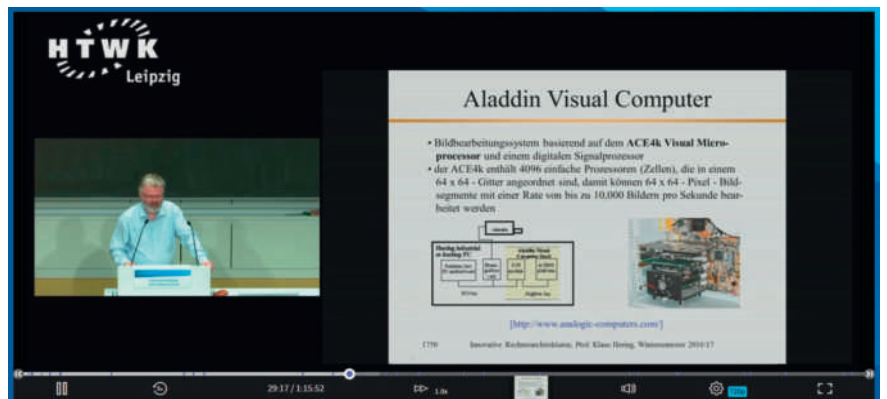 HTWK
Leipzig
Aladdin Visual Computer
• Bildbearbeitungssystem basierend auf dem ACE4k Visual Micro-
processor und einem digitalen Signalprozessor
• der ACE4k enthält 4096 einfache Prozessoren (Zellen), die in einem
64 x 64 - Gitter angeordnet sind, damit können 64 x 64 - Pixel - Bild-
segmente mit einer Rate von bis zu 10.000 Bildern pro Sekunde bear-
beitet werden
[http://www.analogic-computers.com/]
Innovative Rechnerarchitekturen, Prof. Klaus Hering, Wintersemester 2016/17
29:17 / 1:15:52
1.0x
720p